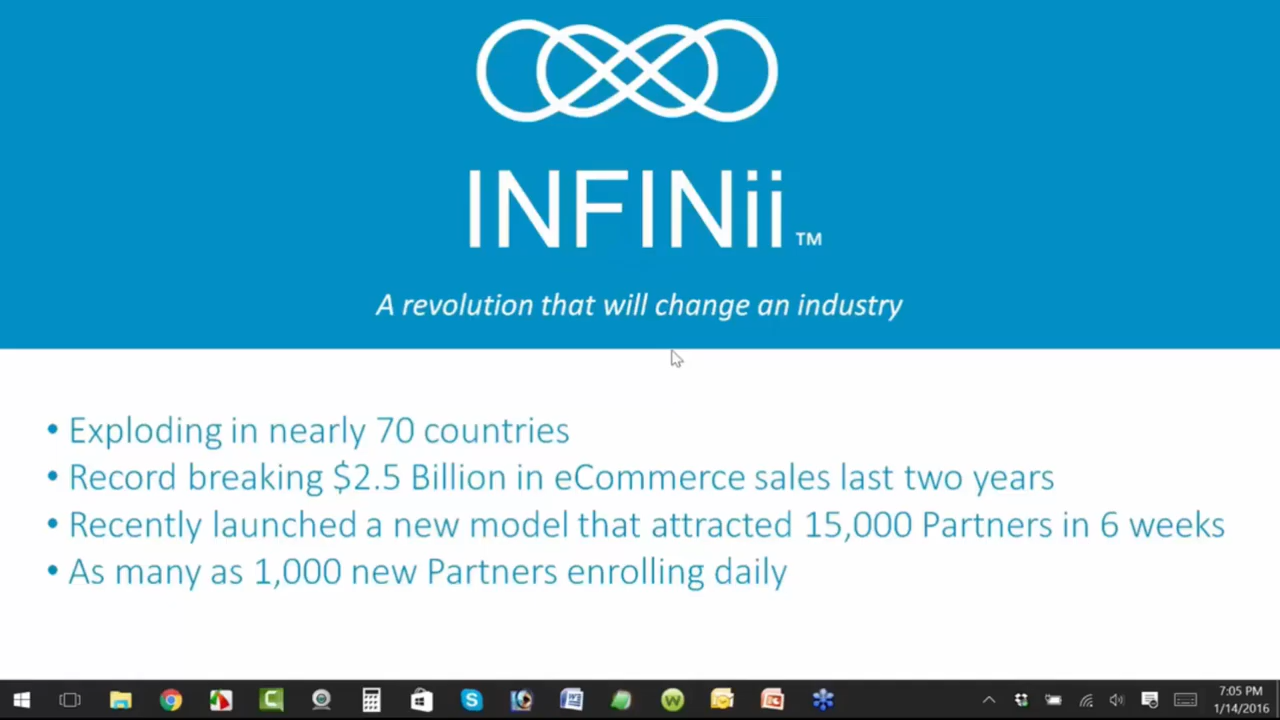 INFINii ™
A revolution that will change an industry
• Exploding in nearly 70 countries
• Record breaking $2.5 Billion in eCommerce sales last two years
• Recently launched a new model that attracted 15,000 Partners in 6 weeks
• As many as 1,000 new Partners enrolling daily
7:05 PM
1/14/2016